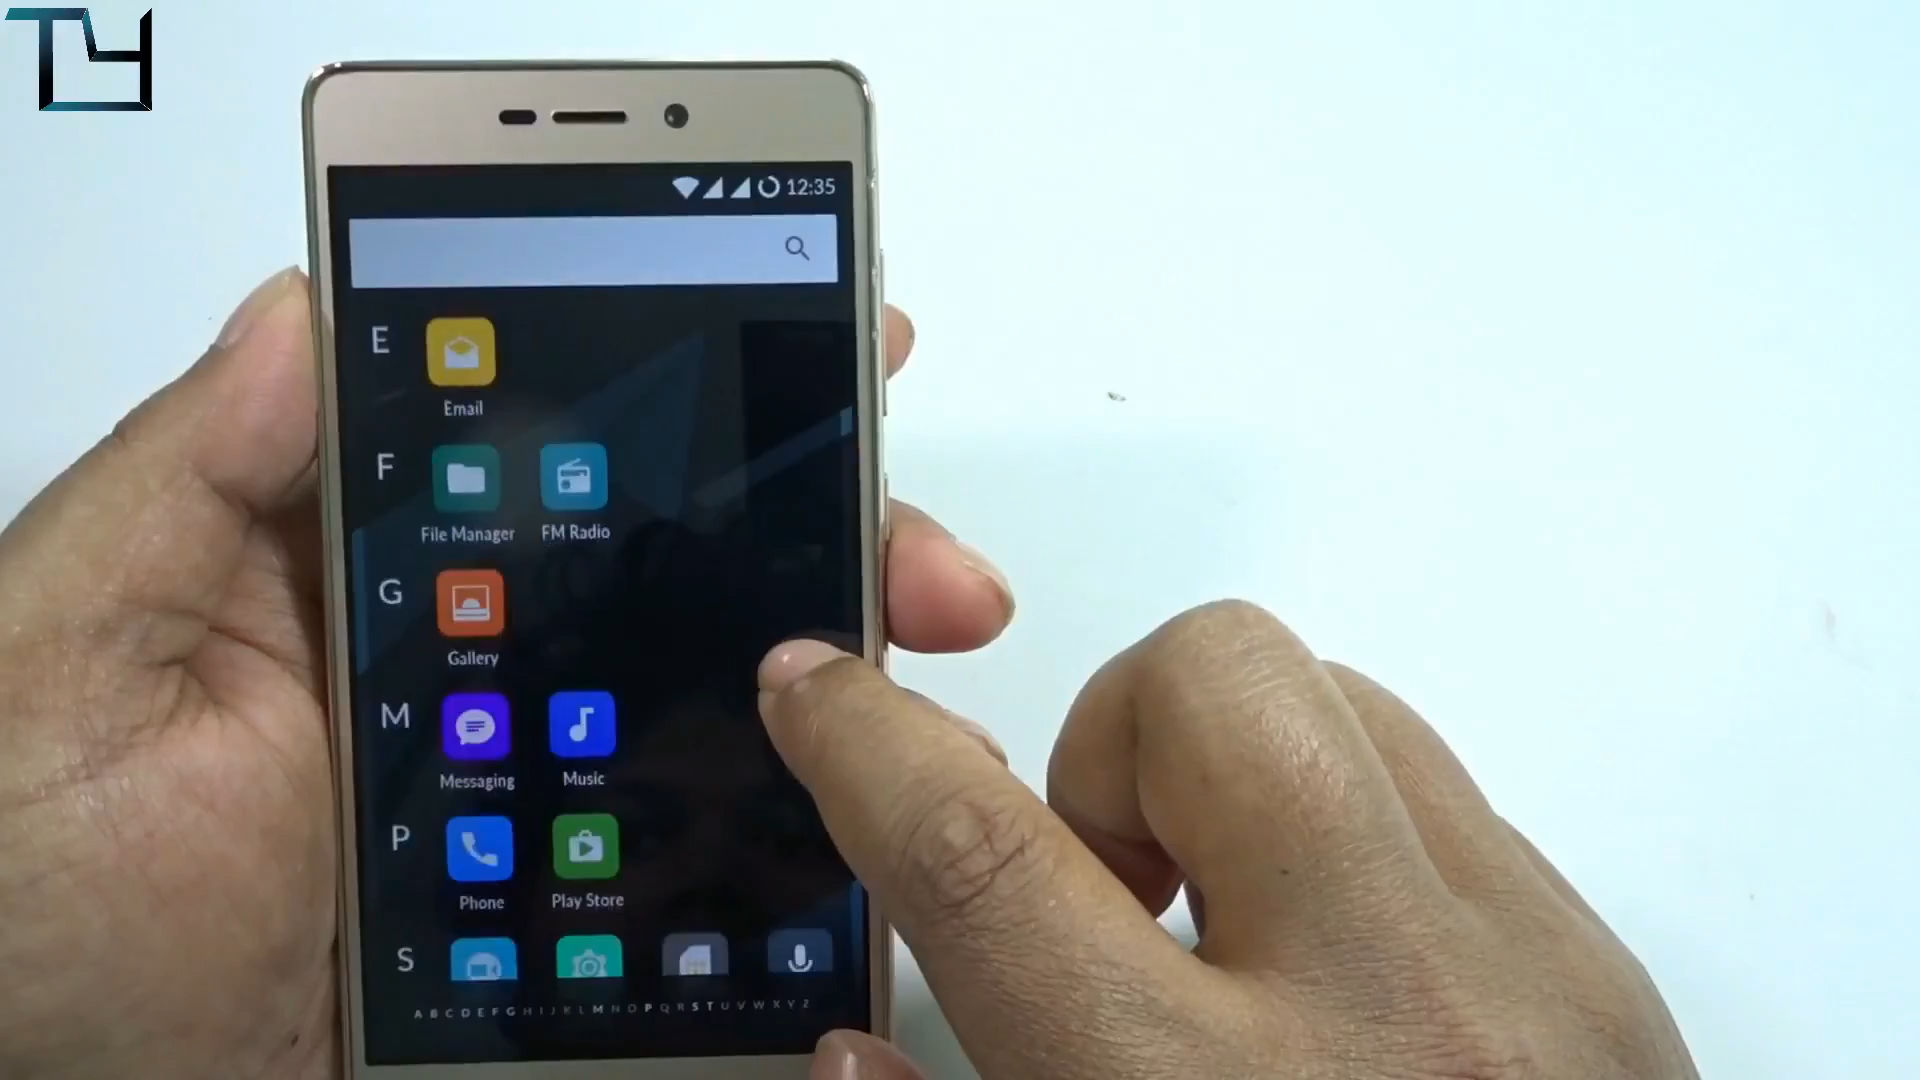 TY
12:35
E
Email
F
File Manager FM Radio
G
Gallery
M
Messaging Music
P
Phone Play Store
S
A B C D E F G H I J K L M N O P Q R S T U V W X Y Z